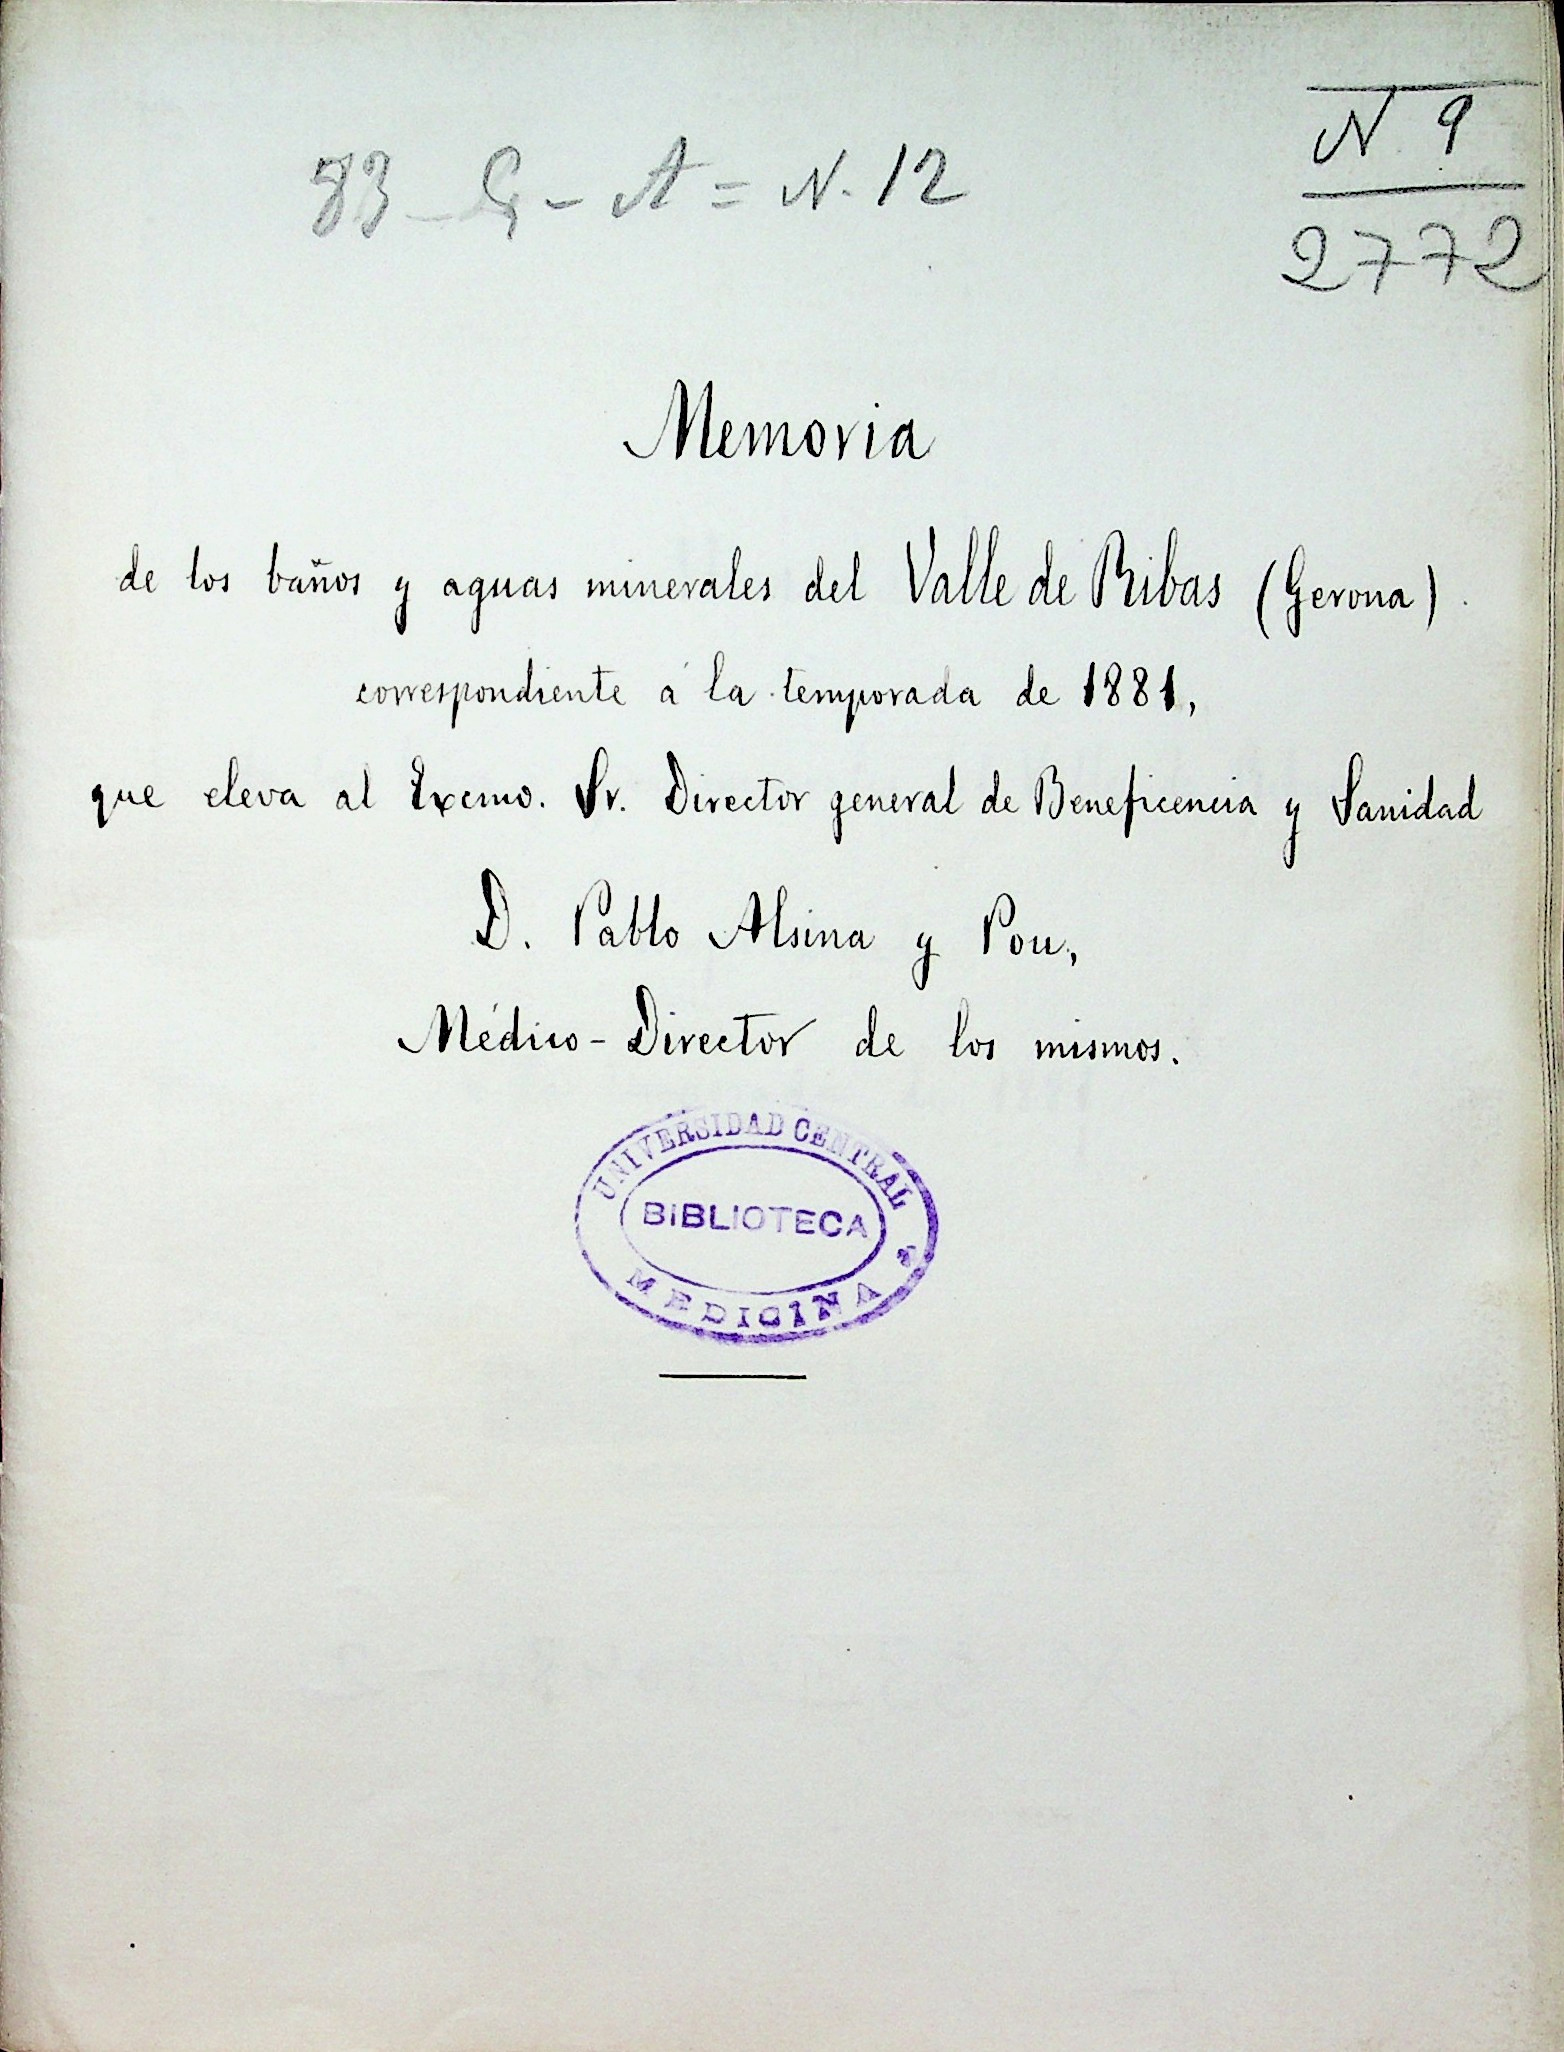 N 9
2772
83 - G - A = N. 12
Memoria
de los baños y aguas minerales del Valle de Ribas (Gerona).
correspondiente á la temporada de 1881,
que eleva al Excmo. Sr. Director general de Beneficencia y Sanidad
D. Pablo Alsina y Pou,
Médico-Director de los mismos.
UNIVERSIDAD CENTRAL
BIBLIOTECA
MEDICINA